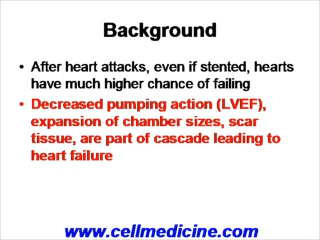 Background
• After heart attacks, even if stented, hearts
have much higher chance of failing
• Decreased pumping action (LVEF),
expansion of chamber sizes, scar
tissue, are part of cascade leading to
heart failure
www.cellmedicine.com